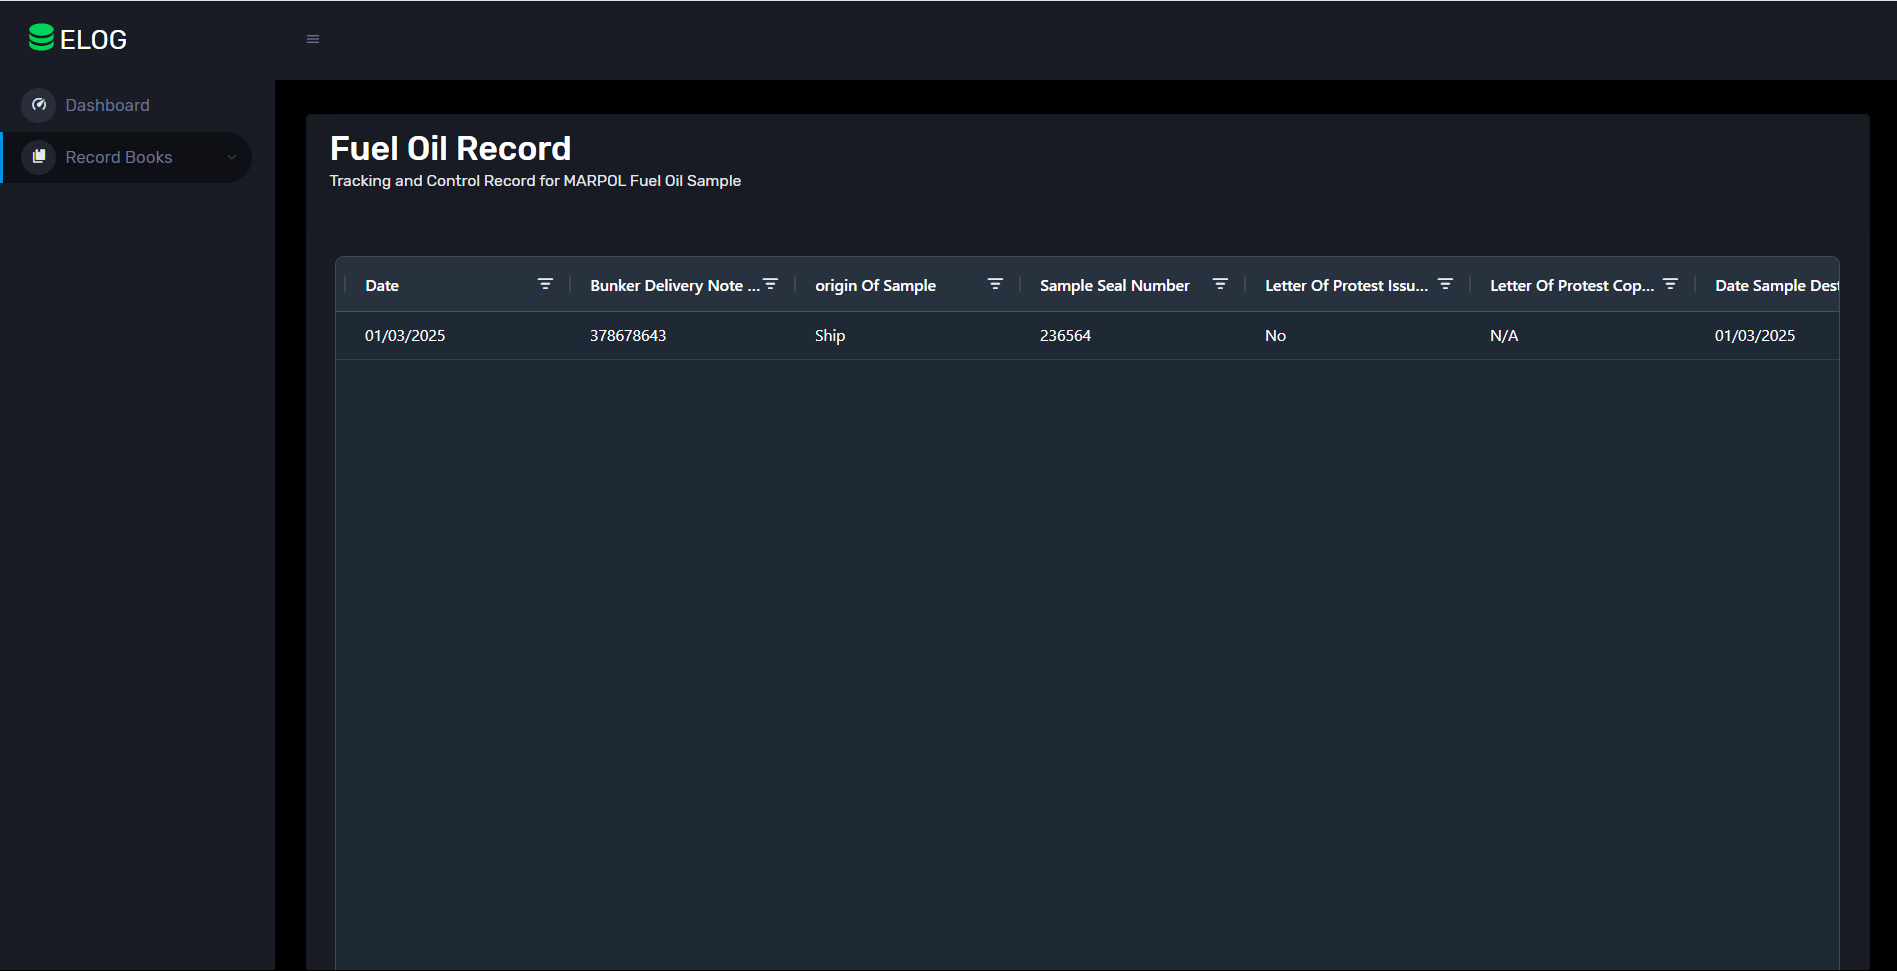 ELOG
Dashboard
Record Books
Fuel Oil Record
Tracking and Control Record for MARPOL Fuel Oil Sample
Date Bunker Delivery Note ... origin Of Sample Sample Seal Number Letter Of Protest Issu... Letter Of Protest Cop... Date Sample Dest
01/03/2025 378678643 Ship 236564 No N/A 01/03/2025